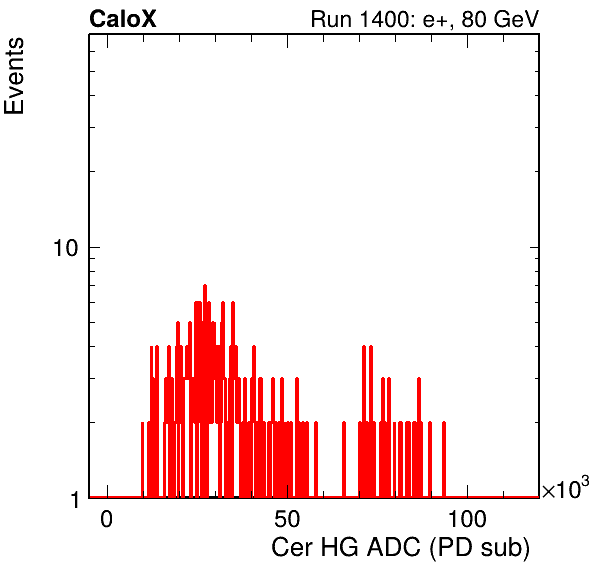 CaloX Run 1400: e+, 80 GeV
Events
10
1
0 50 100 ×10³
Cer HG ADC (PD sub)